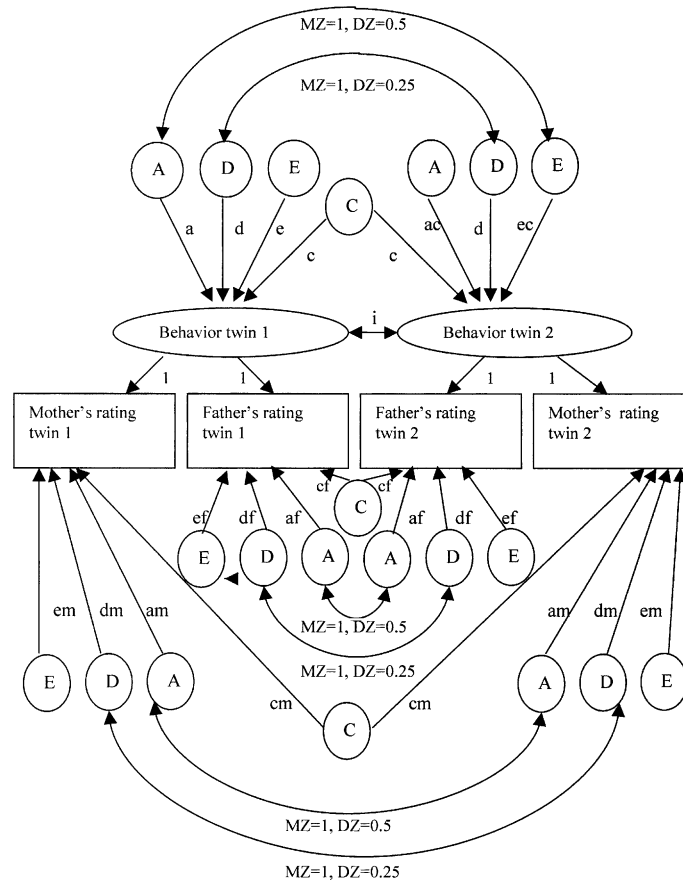 MZ=1, DZ=0.5
MZ=1, DZ=0.25
A D E A D E
C
a d e c c ac d ec
Behavior twin 1 i Behavior twin 2
1 1 1 1
Mother's rating Father's rating Father's rating Mother's rating
twin 1 twin 1 twin 2 twin 2
cf cf
C
ef df af af df ef
E D A A D E
em dm am am dm em
MZ=1, DZ=0.5
MZ=1, DZ=0.25
E D A A D E
cm cm
C
MZ=1, DZ=0.5
MZ=1, DZ=0.25